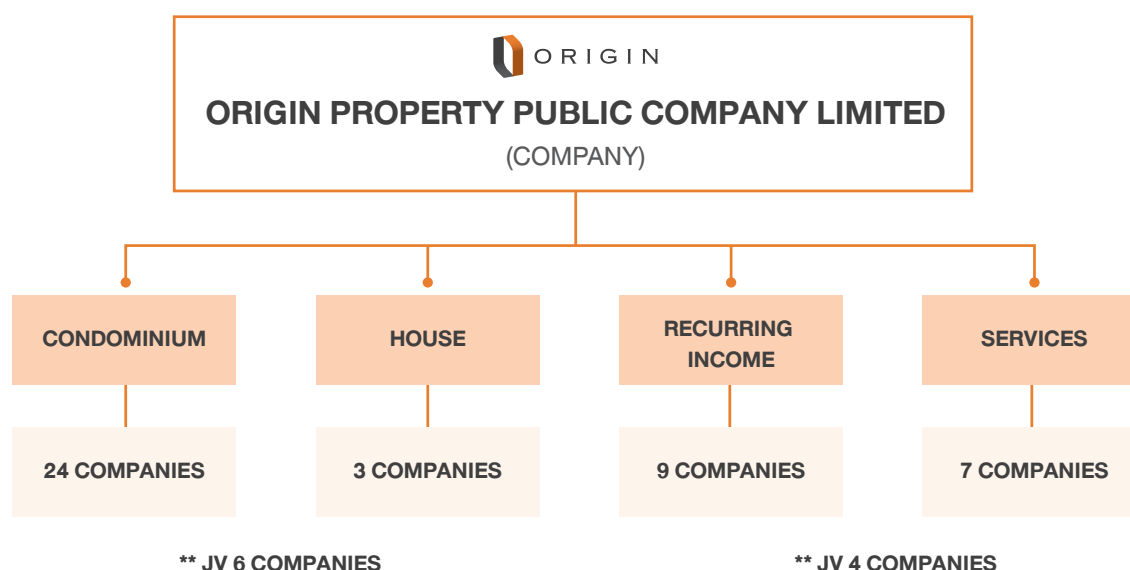 ORIGIN
ORIGIN PROPERTY PUBLIC COMPANY LIMITED
(COMPANY)
CONDOMINIUM
HOUSE
RECURRING
INCOME
SERVICES
24 COMPANIES
3 COMPANIES
9 COMPANIES
7 COMPANIES
** JV 6 COMPANIES
** JV 4 COMPANIES